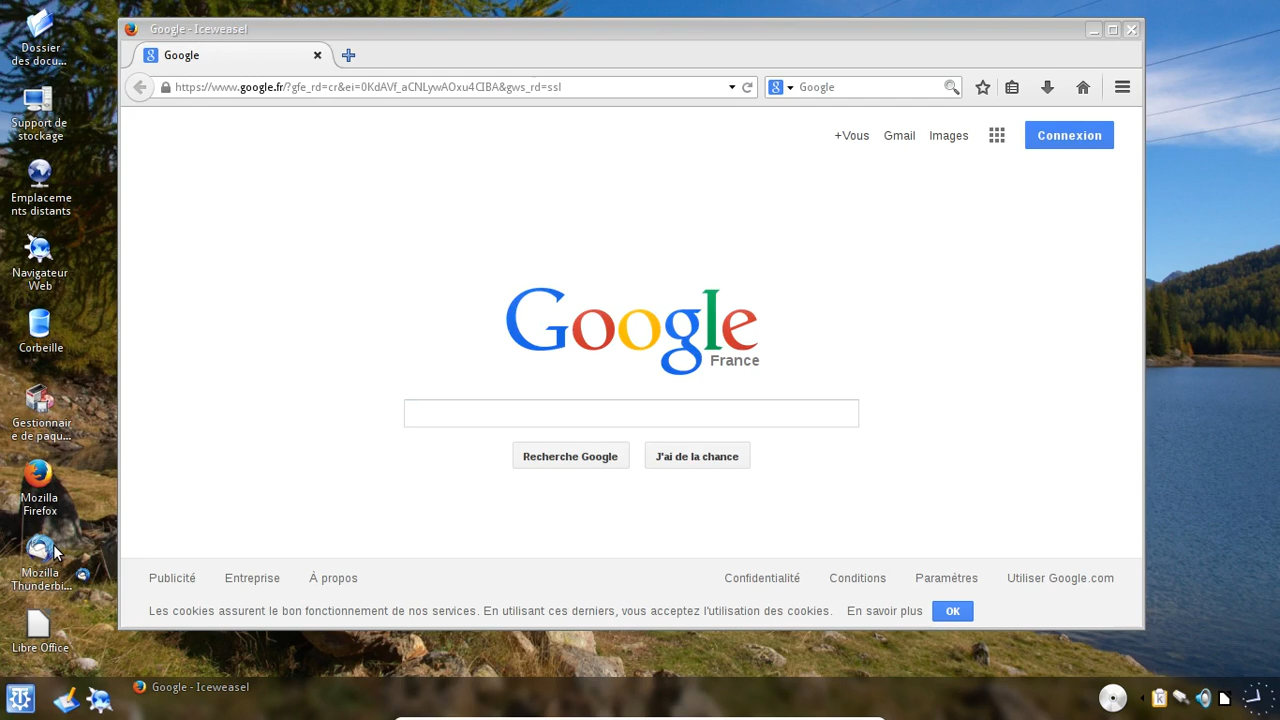 Dossier
des docu...
Support de
stockage
Emplaceme
nts distants
Navigateur
Web
Corbeille
Gestionnair
e de paqu...
Mozilla
Firefox
Mozilla
Thunderbi...
Libre Office
Google - Iceweasel
Google
https://www.google.fr/?gfe_rd=cr&ei=0KdAVf_aCNLywAOxu4CIBA&gws_rd=ssl
Google
+Vous Gmail Images Connexion
Google
France
Recherche Google J'ai de la chance
Publicité Entreprise À propos Confidentialité Conditions Paramètres Utiliser Google.com
Les cookies assurent le bon fonctionnement de nos services. En utilisant ces derniers, vous acceptez l'utilisation des cookies. En savoir plus OK
Google - Iceweasel